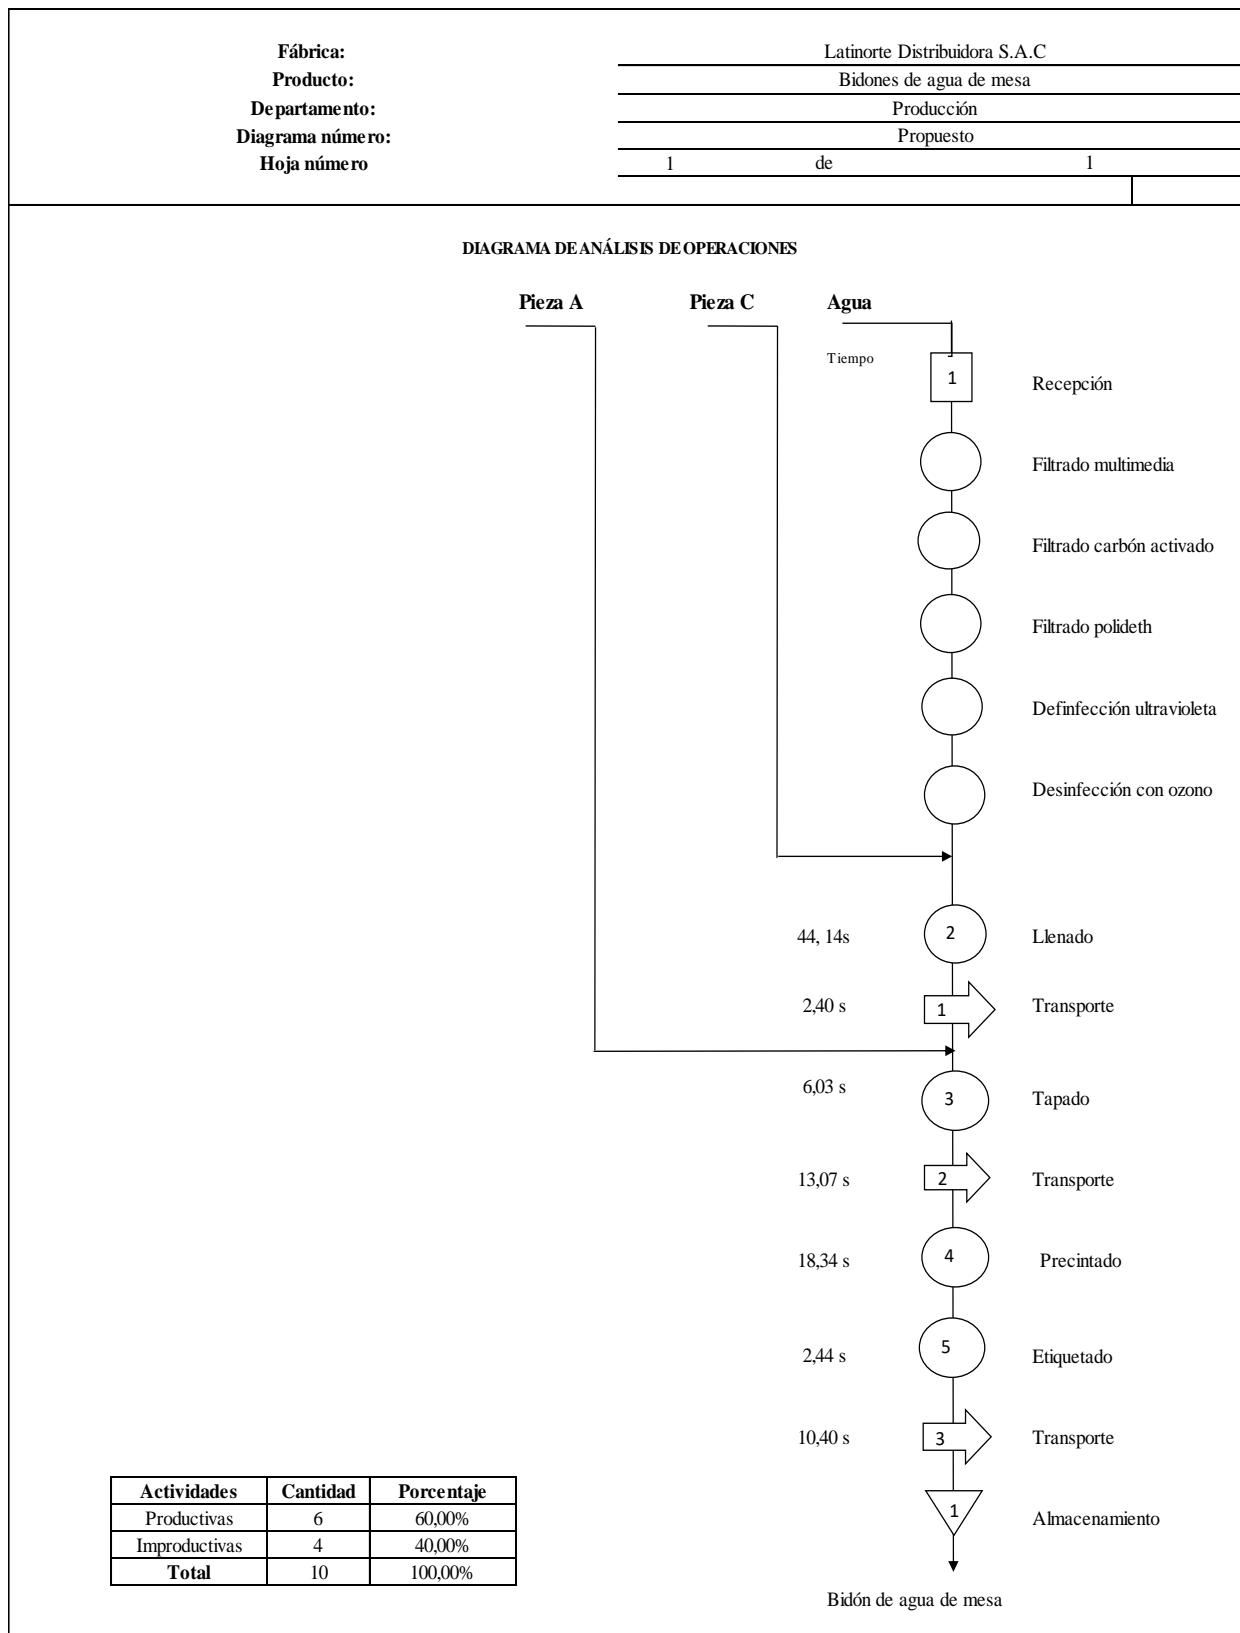 Fábrica: Latinorte Distribuidora S.A.C
Producto: Bidones de agua de mesa
Departamento: Producción
Diagrama número: Propuesto
Hoja número 1 de 1
DIAGRAMA DE ANÁLISIS DE OPERACIONES
Pieza A Pieza C Agua
Tiempo
1 Recepción
Filtrado multimedia
Filtrado carbón activado
Filtrado polideth
Definfección ultravioleta
Desinfección con ozono
44, 14s 2 Llenado
2,40 s 1 Transporte
6,03 s 3 Tapado
13,07 s 2 Transporte
18,34 s 4 Precintado
2,44 s 5 Etiquetado
10,40 s 3 Transporte
1 Almacenamiento
Bidón de agua de mesa
Actividades Cantidad Porcentaje
Productivas 6 60,00%
Improductivas 4 40,00%
Total 10 100,00%